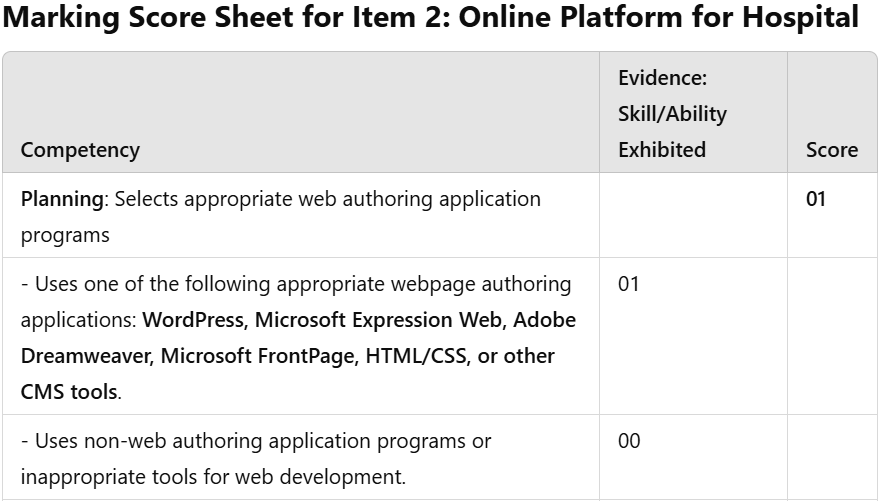 Marking Score Sheet for Item 2: Online Platform for Hospital
Evidence:
Skill/Ability
Competency Exhibited Score
Planning: Selects appropriate web authoring application 01
programs
- Uses one of the following appropriate webpage authoring 01
applications: WordPress, Microsoft Expression Web, Adobe
Dreamweaver, Microsoft FrontPage, HTML/CSS, or other
CMS tools.
- Uses non-web authoring application programs or 00
inappropriate tools for web development.